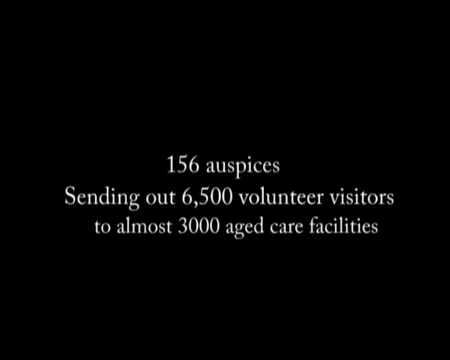 156 auspices
Sending out 6,500 volunteer visitors
to almost 3000 aged care facilities